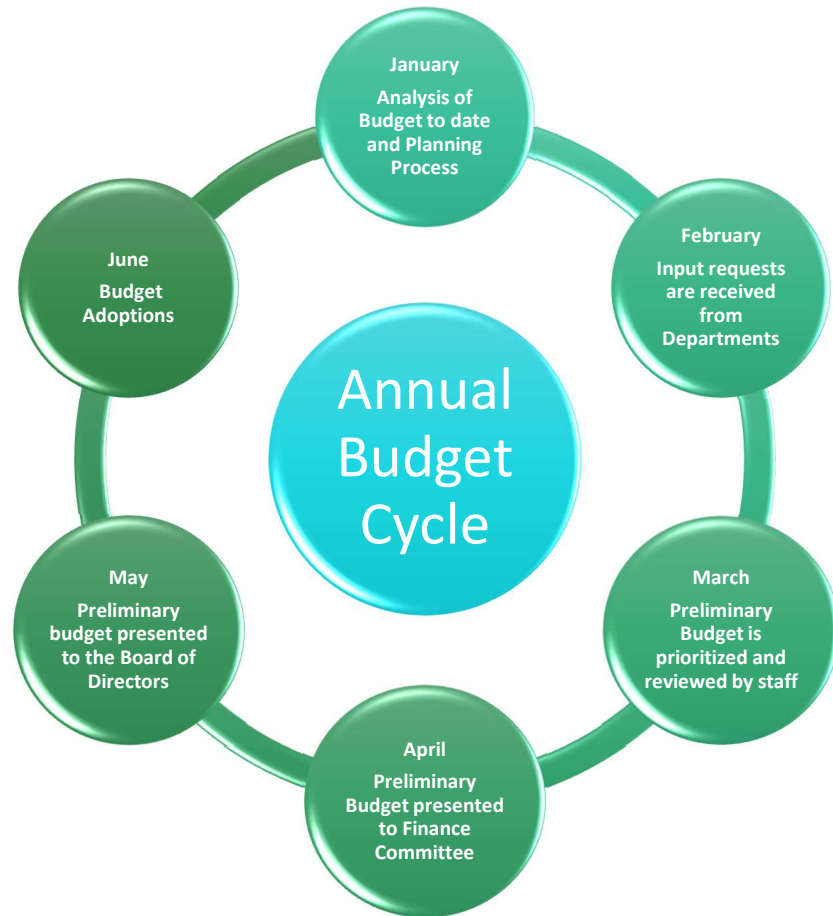 January
Analysis of
Budget to date
and Planning
Process
February
Input requests
are received
from
Departments
March
Preliminary
Budget is
prioritized and
reviewed by staff
April
Preliminary
Budget presented
to Finance
Committee
May
Preliminary
budget presented
to the Board of
Directors
June
Budget
Adoptions
Annual
Budget
Cycle